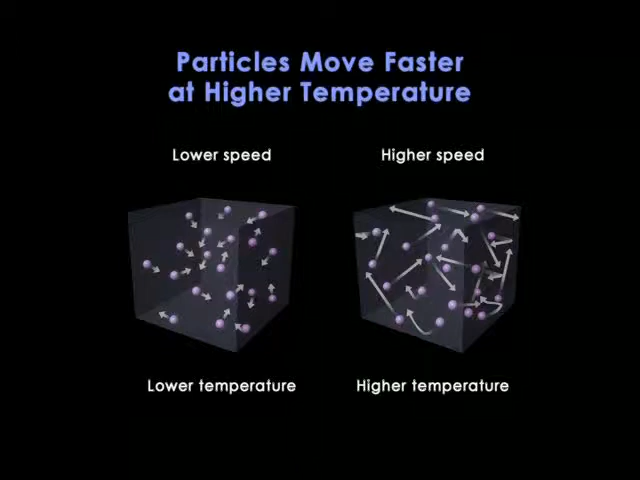 Particles Move Faster
at Higher Temperature
Lower speed
Higher speed
Lower temperature
Higher temperature